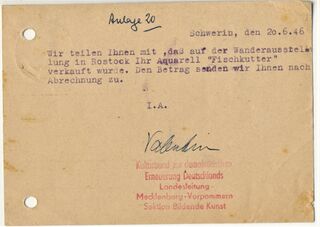 Anlage 20
Schwerin, den 20.6.46
Wir teilen Ihnen mit ,daß auf der Wanderausstel=
lung in Rostock Ihr Aquarell "Fischkutter"
verkauft wurde. Den Betrag senden wir Ihnen nach
Abrechnung zu.
I.A.
Valentin
Kulturbund zur demokratischen
Erneuerung Deutschlands
Landesleitung
Mecklenburg-Vorpommern
Sektion Bildende Kunst